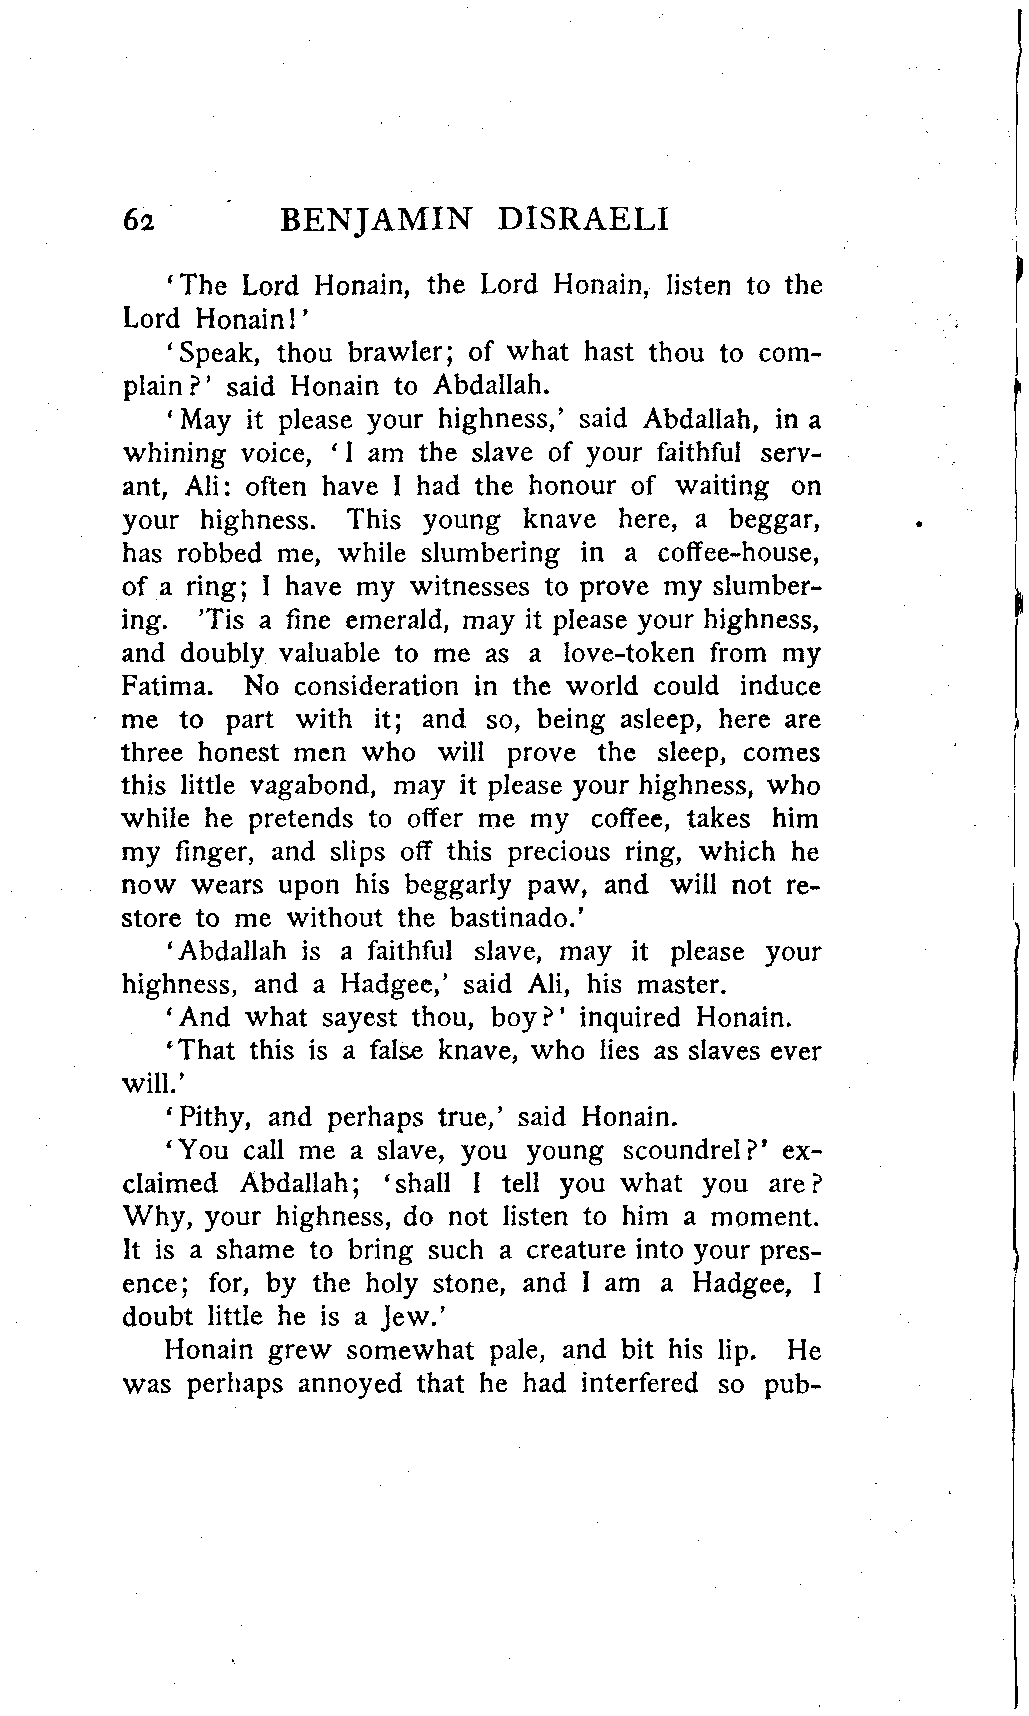 62 BENJAMIN DISRAELI
‘The Lord Honain, the Lord Honain, listen to the
Lord Honain!’
‘Speak, thou brawler; of what hast thou to com-
plain?’ said Honain to Abdallah.
‘May it please your highness,’ said Abdallah, in a
whining voice, ‘I am the slave of your faithful serv-
ant, Ali: often have I had the honour of waiting on
your highness. This young knave here, a beggar,
has robbed me, while slumbering in a coffee-house,
of a ring; I have my witnesses to prove my slumber-
ing. ’Tis a fine emerald, may it please your highness,
and doubly valuable to me as a love-token from my
Fatima. No consideration in the world could induce
me to part with it; and so, being asleep, here are
three honest men who will prove the sleep, comes
this little vagabond, may it please your highness, who
while he pretends to offer me my coffee, takes him
my finger, and slips off this precious ring, which he
now wears upon his beggarly paw, and will not re-
store to me without the bastinado.’
‘Abdallah is a faithful slave, may it please your
highness, and a Hadgee,’ said Ali, his master.
‘And what sayest thou, boy?’ inquired Honain.
‘That this is a false knave, who lies as slaves ever
will.’
‘Pithy, and perhaps true,’ said Honain.
‘You call me a slave, you young scoundrel?’ ex-
claimed Abdallah; ‘shall I tell you what you are?
Why, your highness, do not listen to him a moment.
It is a shame to bring such a creature into your pres-
ence; for, by the holy stone, and I am a Hadgee, I
doubt little he is a Jew.’
Honain grew somewhat pale, and bit his lip. He
was perhaps annoyed that he had interfered so pub-